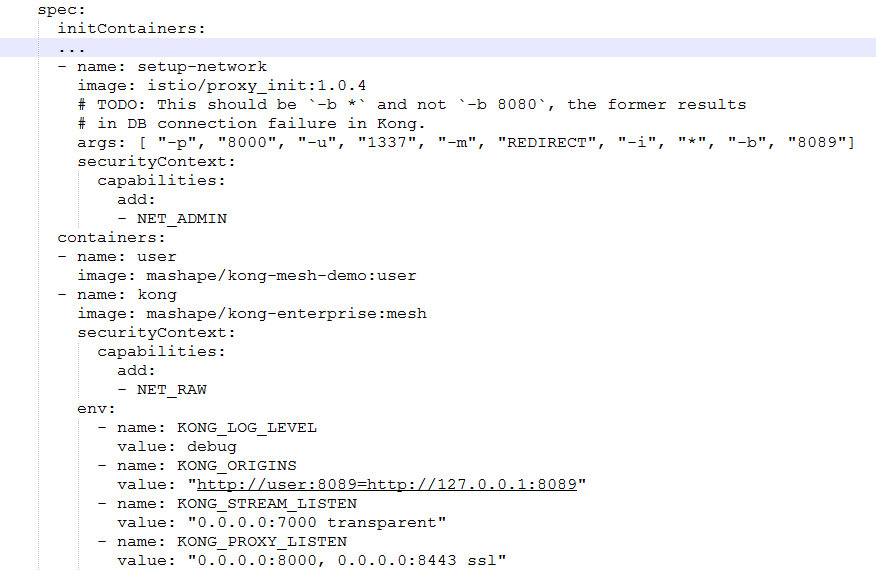 spec:
initContainers:
...
- name: setup-network
image: istio/proxy_init:1.0.4
# TODO: This should be `-b *` and not `-b 8080`, the former results
# in DB connection failure in Kong.
args: [ "-p", "8000", "-u", "1337", "-m", "REDIRECT", "-i", "*", "-b", "8089"]
securityContext:
capabilities:
add:
- NET_ADMIN
containers:
- name: user
image: mashape/kong-mesh-demo:user
- name: kong
image: mashape/kong-enterprise:mesh
securityContext:
capabilities:
add:
- NET_RAW
env:
- name: KONG_LOG_LEVEL
value: debug
- name: KONG_ORIGINS
value: "http://user:8089=http://127.0.0.1:8089"
- name: KONG_STREAM_LISTEN
value: "0.0.0.0:7000 transparent"
- name: KONG_PROXY_LISTEN
value: "0.0.0.0:8000, 0.0.0.0:8443 ssl"